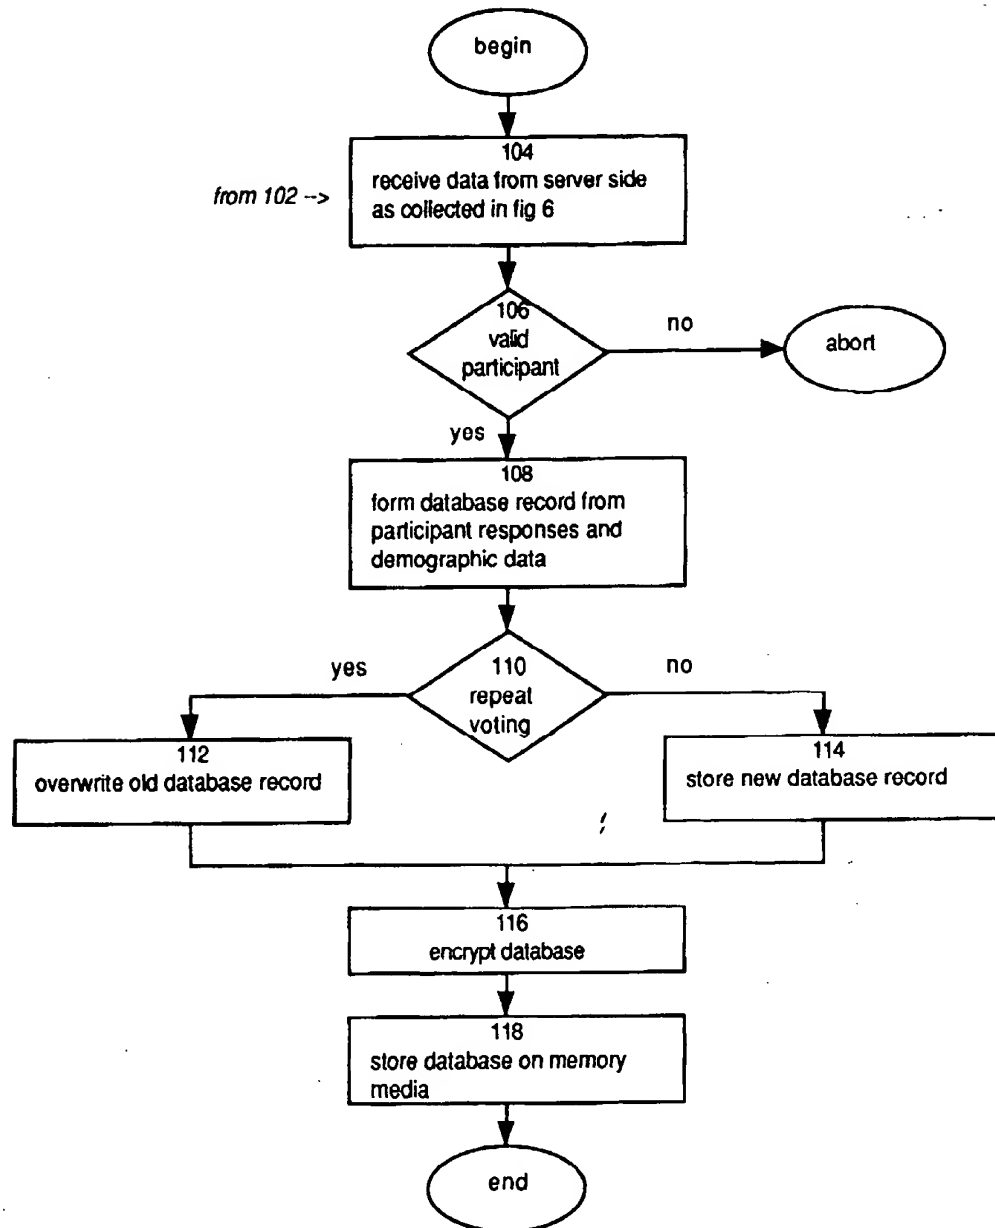 begin
104
receive data from server side
as collected in fig 6
from 102 -->
106
valid
participant
no
abort
yes
108
form database record from
participant responses and
demographic data
yes
110
repeat
voting
no
112
overwrite old database record
114
store new database record
116
encrypt database
118
store database on memory
media
end